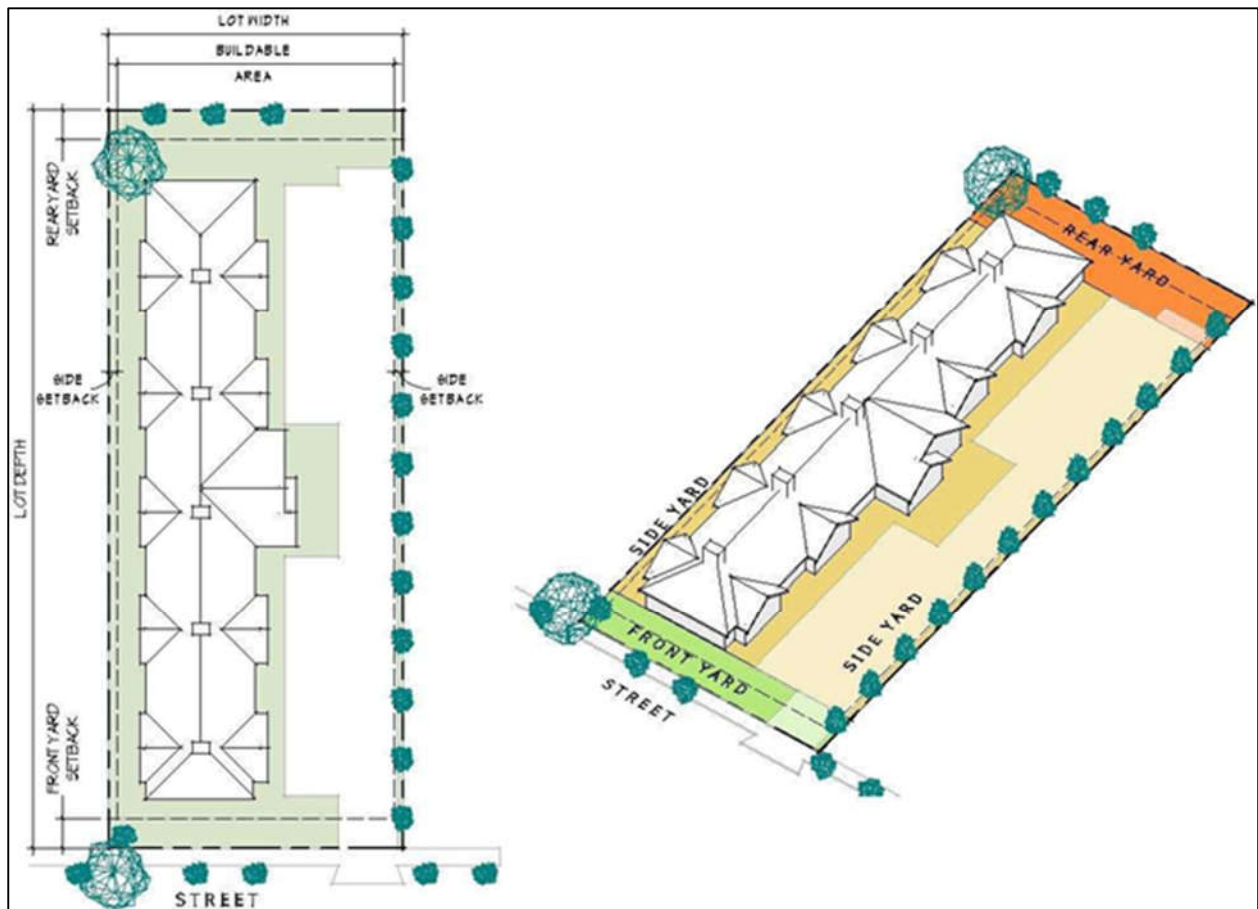 LOT WIDTH
BUILDABLE
AREA
REAR YARD
SETBACK
SIDE
SETBACK
SIDE
SETBACK
LOT DEPTH
FRONT YARD
SETBACK
STREET
REAR YARD
SIDE YARD
SIDE YARD
FRONT YARD
STREET